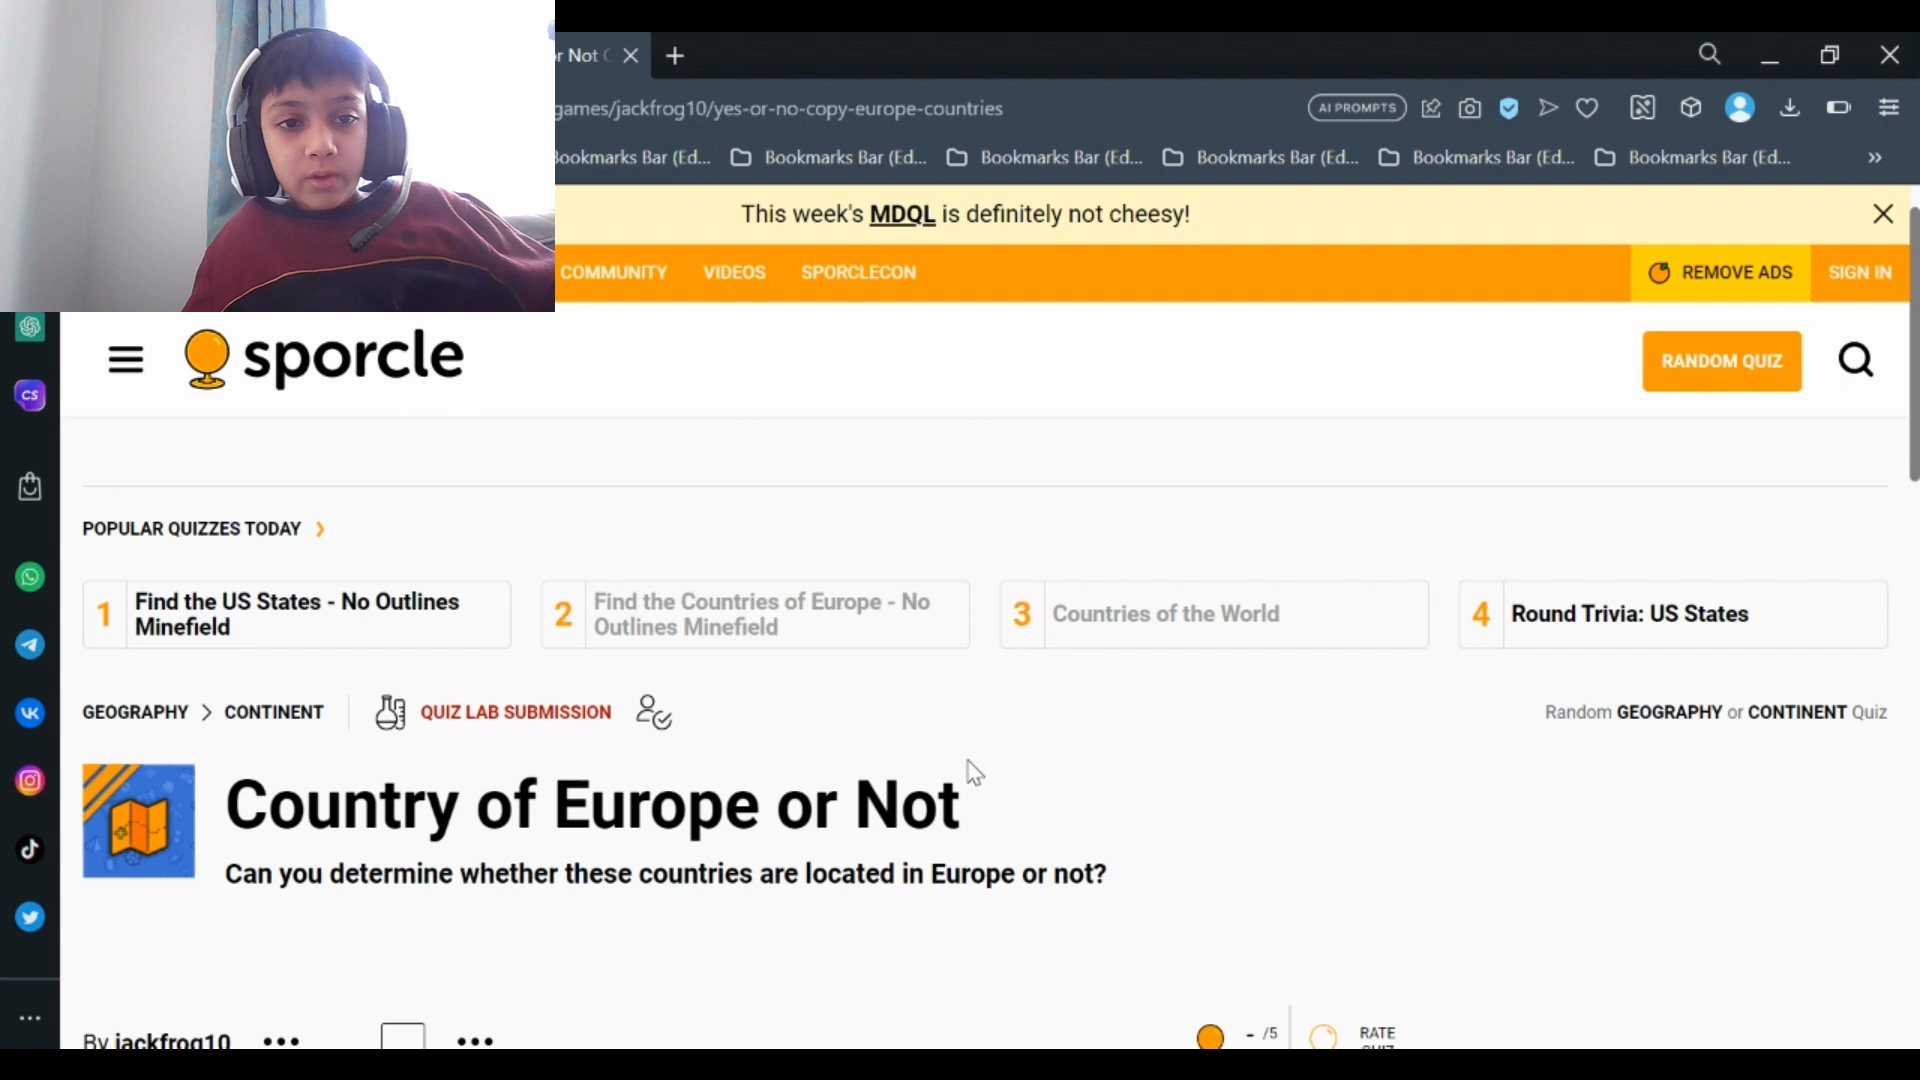 or Not
games/jackfrog10/yes-or-no-copy-europe-countries
AI PROMPTS
Bookmarks Bar (Ed...
Bookmarks Bar (Ed...
Bookmarks Bar (Ed...
Bookmarks Bar (Ed...
Bookmarks Bar (Ed...
Bookmarks Bar (Ed...
This week's MDQL is definitely not cheesy!
COMMUNITY
VIDEOS
SPORCLECON
REMOVE ADS
SIGN IN
CS
sporcle
RANDOM QUIZ
POPULAR QUIZZES TODAY
1 Find the US States - No Outlines
Minefield
2 Find the Countries of Europe - No
Outlines Minefield
3 Countries of the World
4 Round Trivia: US States
GEOGRAPHY > CONTINENT
QUIZ LAB SUBMISSION
Random GEOGRAPHY or CONTINENT Quiz
Country of Europe or Not
Can you determine whether these countries are located in Europe or not?
By jackfrog10
- /5
RATE
QUIZ